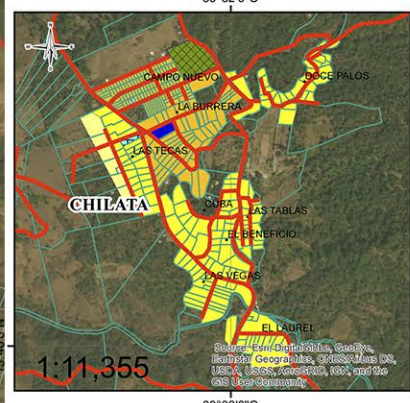 CAMPO NUEVO
DOCE PALOS
LA BURRERA
LAS TECAS
CHILATA
CUBA
LAS TABLAS
EL BENEFICIO
LAS VEGAS
EL LAUREL
1:11,355
Source: Esri, DigitalGlobe, GeoEye,
Earthstar Geographics, CNES/Airbus DS,
USDA, USGS, AeroGRID, IGN, and the
GIS User Community